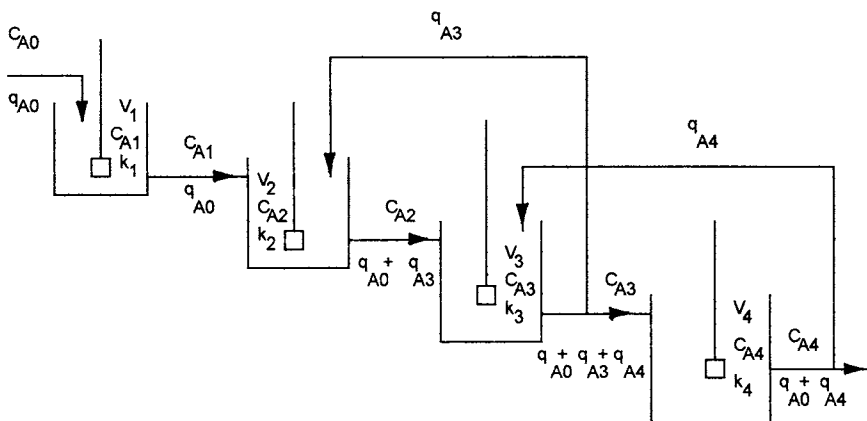 C_A0
q_A0
V_1
C_A1
k_1
C_A1
q_A0
q_A3
V_2
C_A2
k_2
C_A2
q_A0 + q_A3
q_A4
V_3
C_A3
k_3
C_A3
q_A0 + q_A3 + q_A4
V_4
C_A4
k_4
C_A4
q_A0 + q_A4